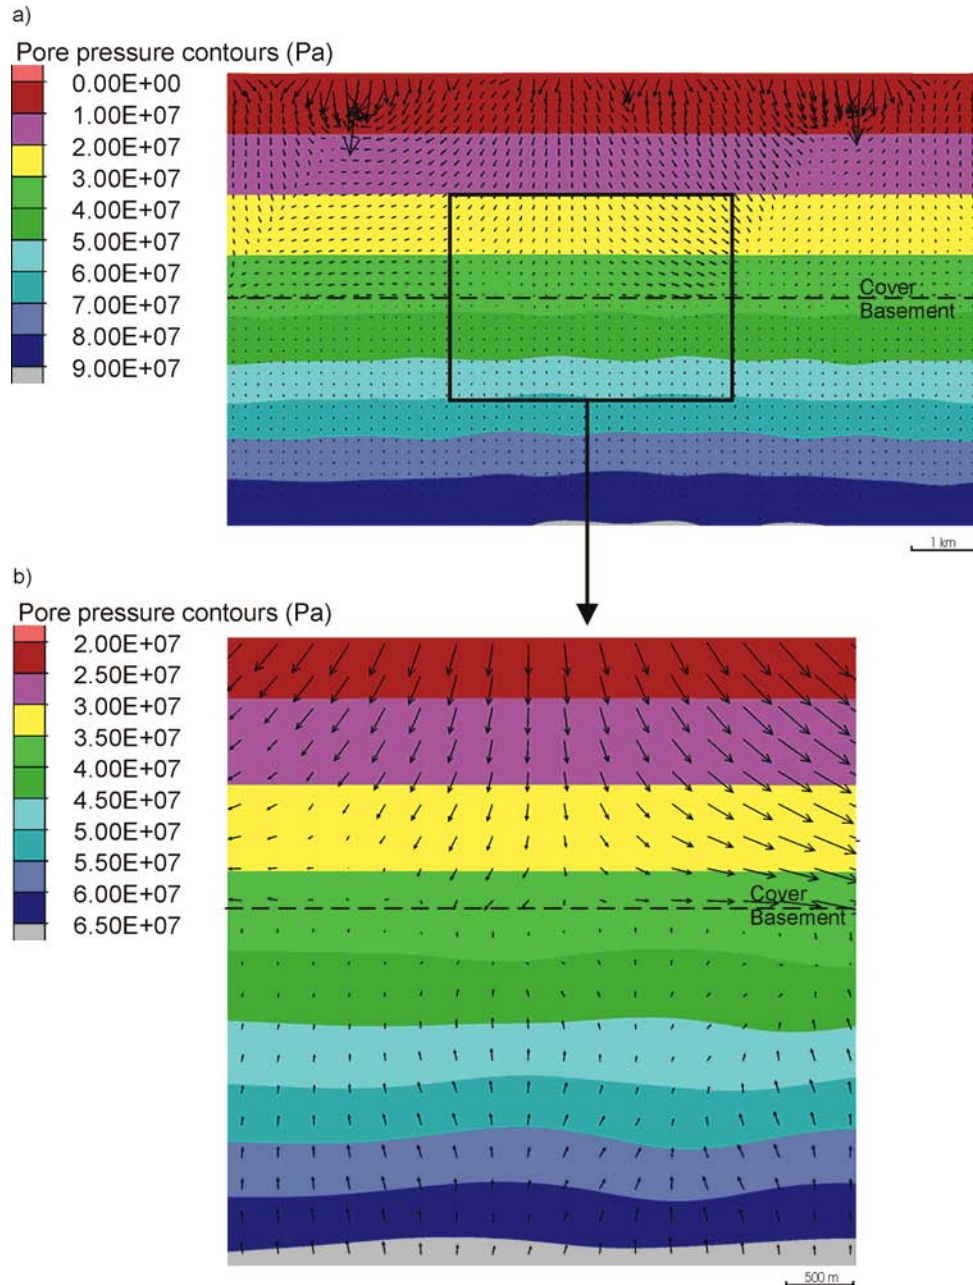 a)
Pore pressure contours (Pa)
0.00E+00
1.00E+07
2.00E+07
3.00E+07
4.00E+07
5.00E+07
6.00E+07
7.00E+07
8.00E+07
9.00E+07
Cover
Basement
1 km
b)
Pore pressure contours (Pa)
2.00E+07
2.50E+07
3.00E+07
3.50E+07
4.00E+07
4.50E+07
5.00E+07
5.50E+07
6.00E+07
6.50E+07
Cover
Basement
500 m